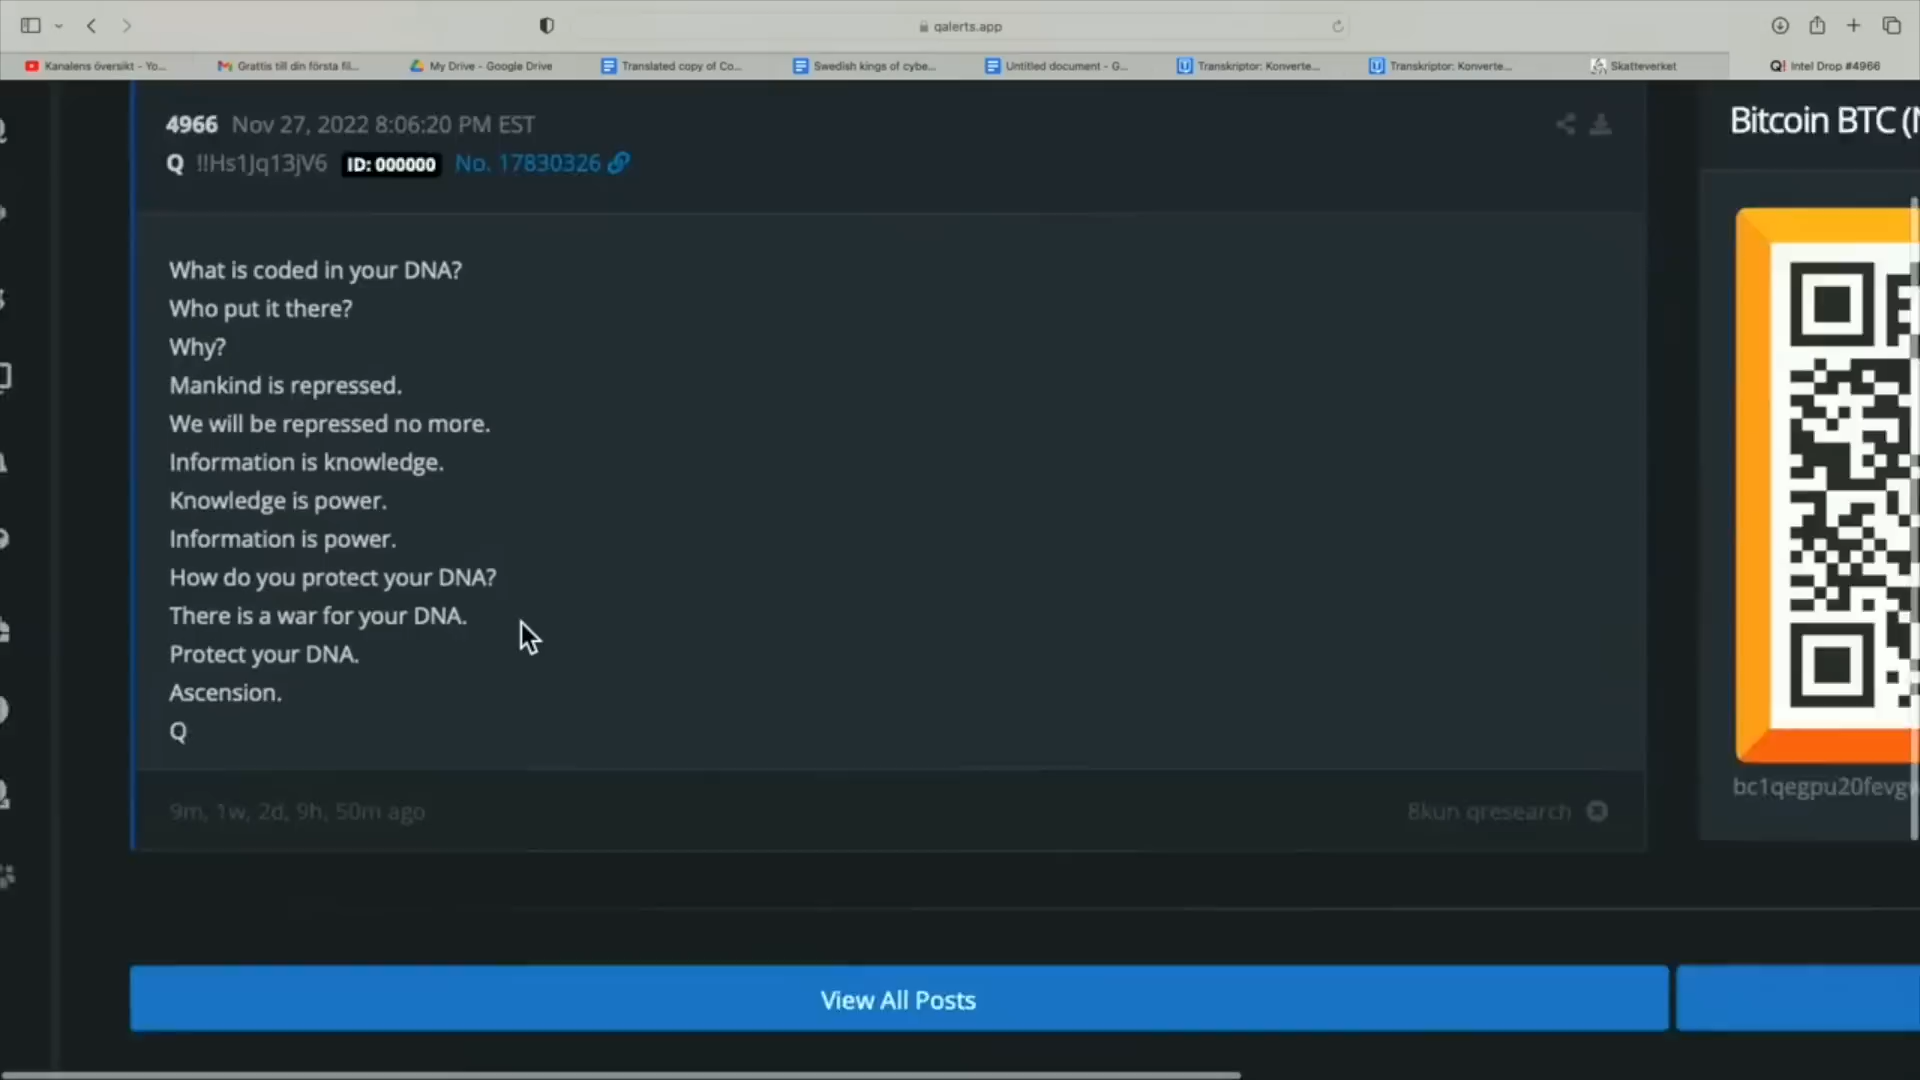 qalerts.app
Kanalens översikt - Yo...
Grattis till din första fil...
My Drive - Google Drive
Translated copy of Co...
Swedish kings of cybe...
Untitled document - G...
Transkriptor: Konverte...
Transkriptor: Konverte...
Skatteverket
Q! Intel Drop #4966
4966 Nov 27, 2022 8:06:20 PM EST
Q !!Hs1Jq13jV6 ID: 000000 No. 17830326
What is coded in your DNA?
Who put it there?
Why?
Mankind is repressed.
We will be repressed no more.
Information is knowledge.
Knowledge is power.
Information is power.
How do you protect your DNA?
There is a war for your DNA.
Protect your DNA.
Ascension.
Q
9m, 1w, 2d, 9h, 50m ago
8kun qresearch
View All Posts
Bitcoin BTC (
bc1qegpu20fevg